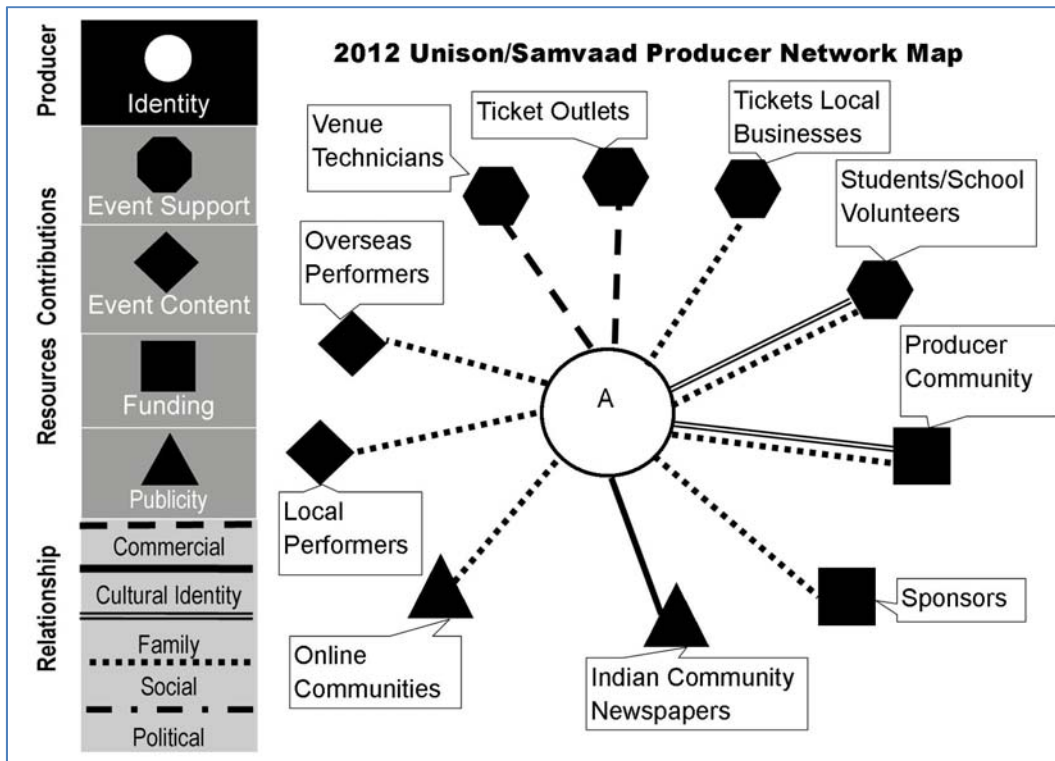 2012 Unison/Samvaad Producer Network Map
Producer
Identity
Resources Contributions
Event Support
Event Content
Funding
Publicity
Relationship
Commercial
Cultural Identity
Family
Social
Political
Venue
Technicians
Ticket Outlets
Tickets Local
Businesses
Students/School
Volunteers
Overseas
Performers
Producer
Community
A
Local
Performers
Online
Communities
Indian Community
Newspapers
Sponsors